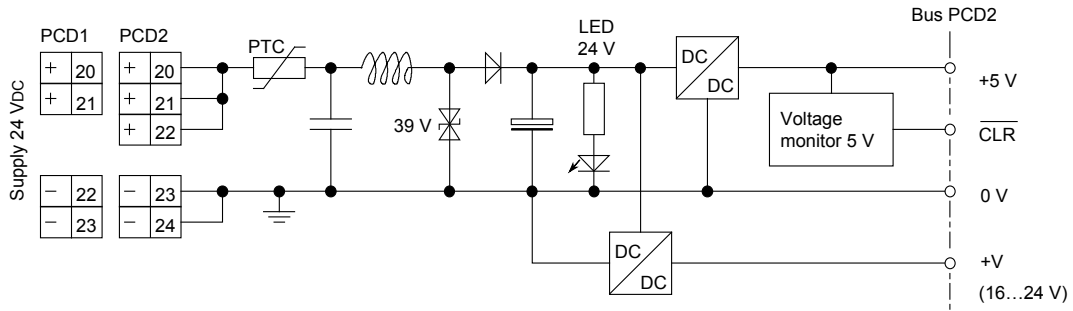 Bus PCD2
PCD1
PCD2
PTC
LED
24 V
Supply 24 VDC
+ 20
+ 21
+ 20
+ 21
+ 22
39 V
DC
DC
+5 V
Voltage
monitor 5 V
CLR
− 22
− 23
− 23
− 24
0 V
DC
DC
+V
(16…24 V)